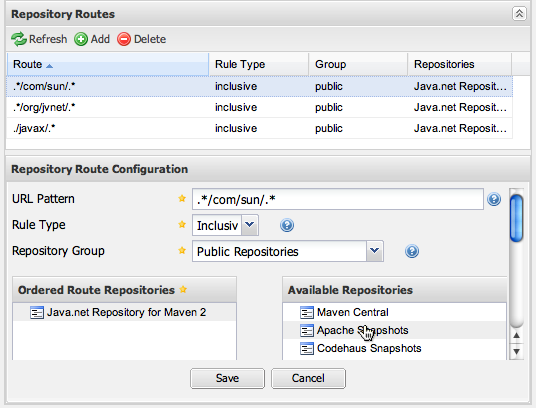 Repository Routes
Refresh Add Delete
Route Rule Type Group Repositories
.*/com/sun/.* inclusive public Java.net Reposit...
.*/org/jvnet/.* inclusive public Java.net Reposit...
./javax/.* inclusive public Java.net Reposit...
Repository Route Configuration
URL Pattern .*/com/sun/.*
Rule Type Inclusiv
Repository Group Public Repositories
Ordered Route Repositories Available Repositories
Java.net Repository for Maven 2 Maven Central
Apache Snapshots
Codehaus Snapshots
Save Cancel